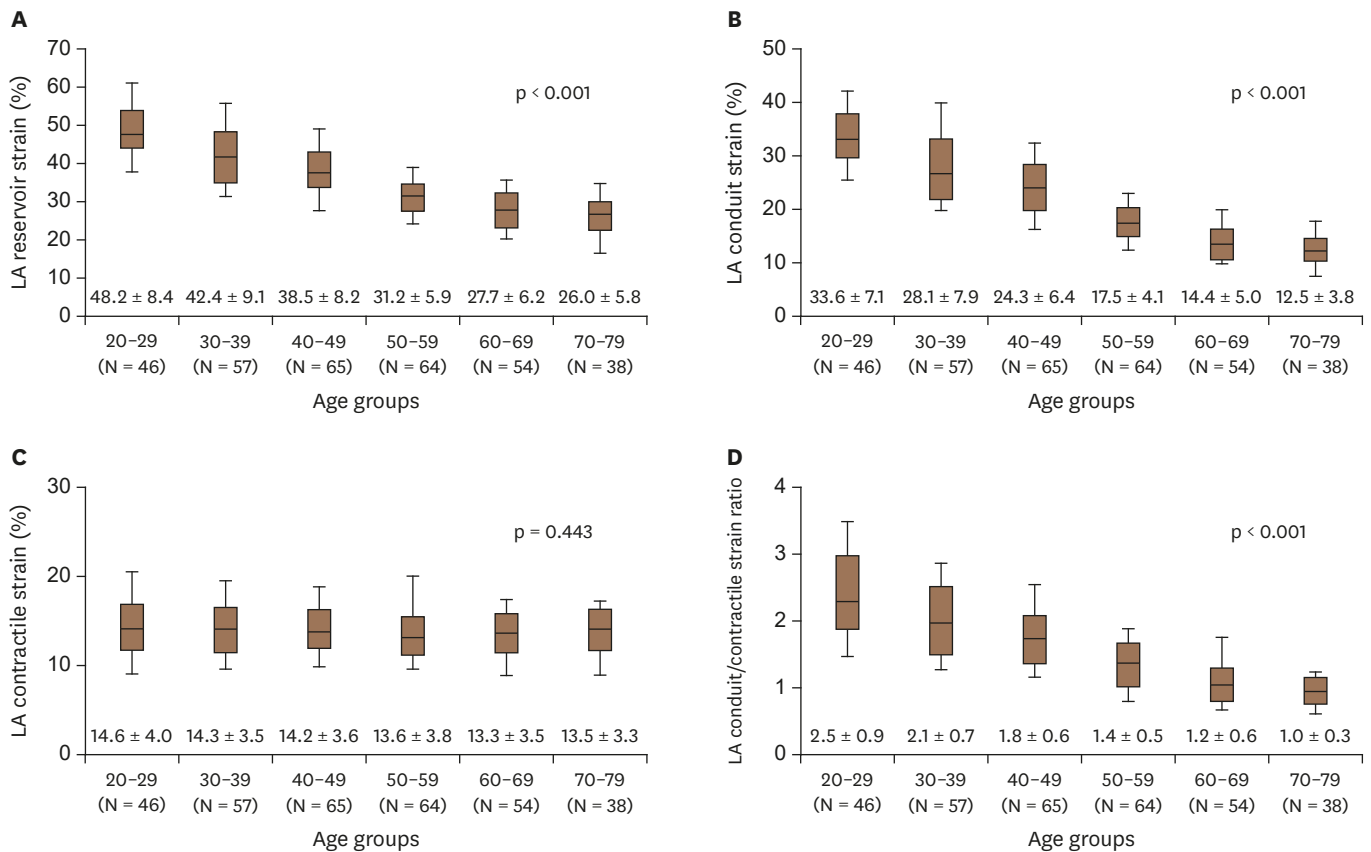 A
LA reservoir strain (%)
70
60
50
40
30
20
10
0
p < 0.001
48.2 ± 8.4 42.4 ± 9.1 38.5 ± 8.2 31.2 ± 5.9 27.7 ± 6.2 26.0 ± 5.8
20–29 30–39 40–49 50–59 60–69 70–79
(N = 46) (N = 57) (N = 65) (N = 64) (N = 54) (N = 38)
Age groups
B
LA conduit strain (%)
50
40
30
20
10
0
p < 0.001
33.6 ± 7.1 28.1 ± 7.9 24.3 ± 6.4 17.5 ± 4.1 14.4 ± 5.0 12.5 ± 3.8
20–29 30–39 40–49 50–59 60–69 70–79
(N = 46) (N = 57) (N = 65) (N = 64) (N = 54) (N = 38)
Age groups
C
LA contractile strain (%)
30
20
10
0
p = 0.443
14.6 ± 4.0 14.3 ± 3.5 14.2 ± 3.6 13.6 ± 3.8 13.3 ± 3.5 13.5 ± 3.3
20–29 30–39 40–49 50–59 60–69 70–79
(N = 46) (N = 57) (N = 65) (N = 64) (N = 54) (N = 38)
Age groups
D
LA conduit/contractile strain ratio
4
3
2
1
0
p < 0.001
2.5 ± 0.9 2.1 ± 0.7 1.8 ± 0.6 1.4 ± 0.5 1.2 ± 0.6 1.0 ± 0.3
20–29 30–39 40–49 50–59 60–69 70–79
(N = 46) (N = 57) (N = 65) (N = 64) (N = 54) (N = 38)
Age groups